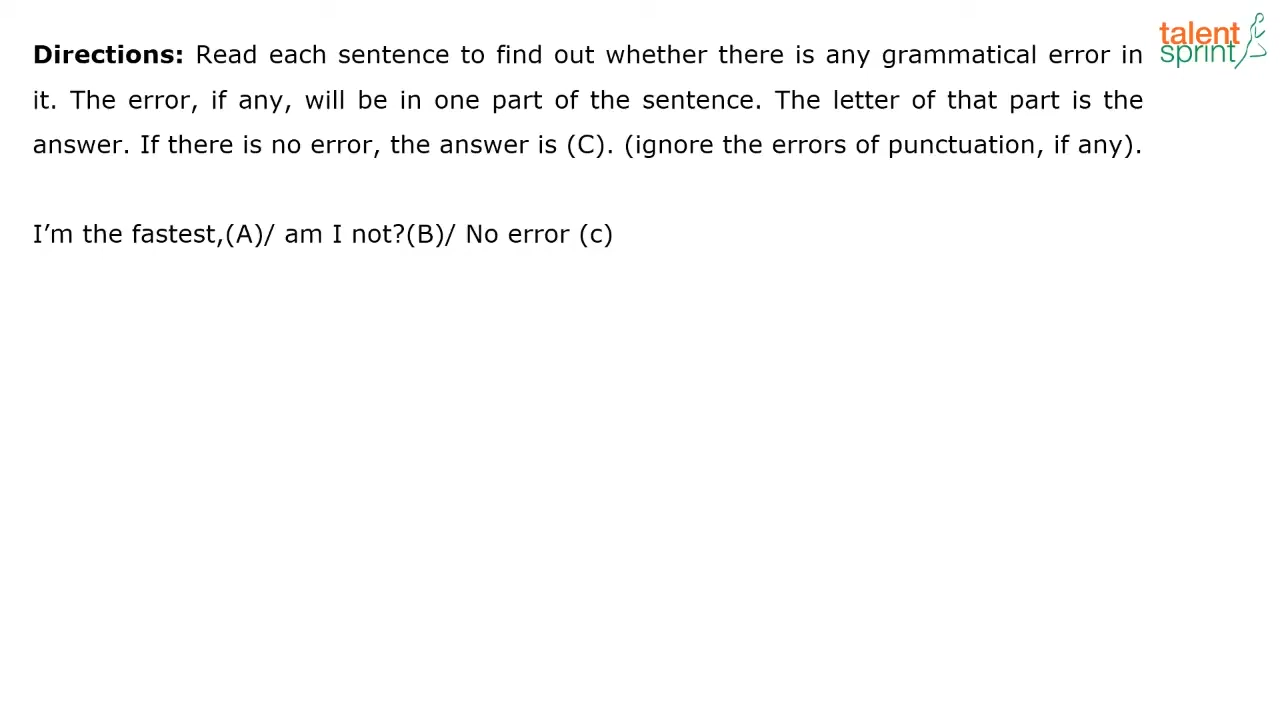 talent
sprint
Directions: Read each sentence to find out whether there is any grammatical error in
it. The error, if any, will be in one part of the sentence. The letter of that part is the
answer. If there is no error, the answer is (C). (ignore the errors of punctuation, if any).
I’m the fastest,(A)/ am I not?(B)/ No error (c)